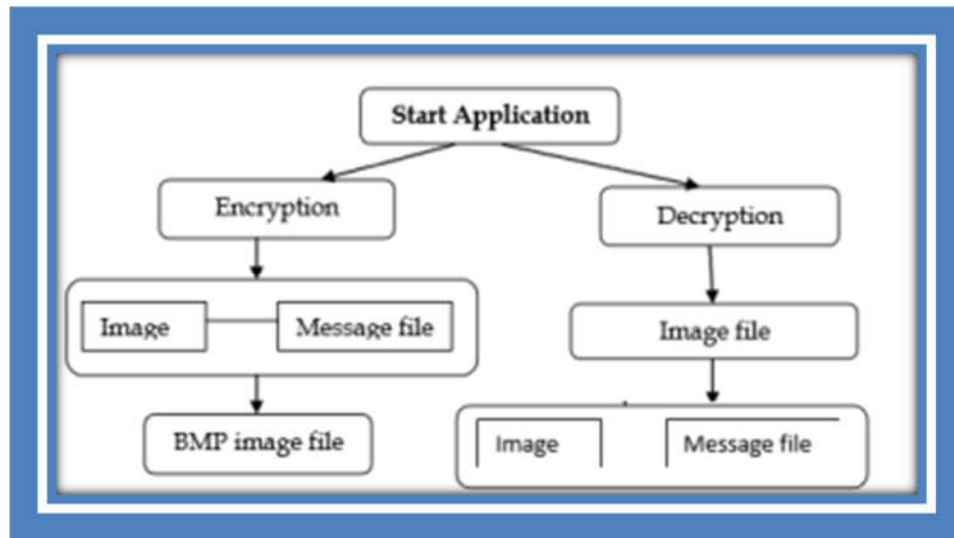 Start Application
Encryption
Decryption
Image
Message file
Image file
BMP image file
Image
Message file